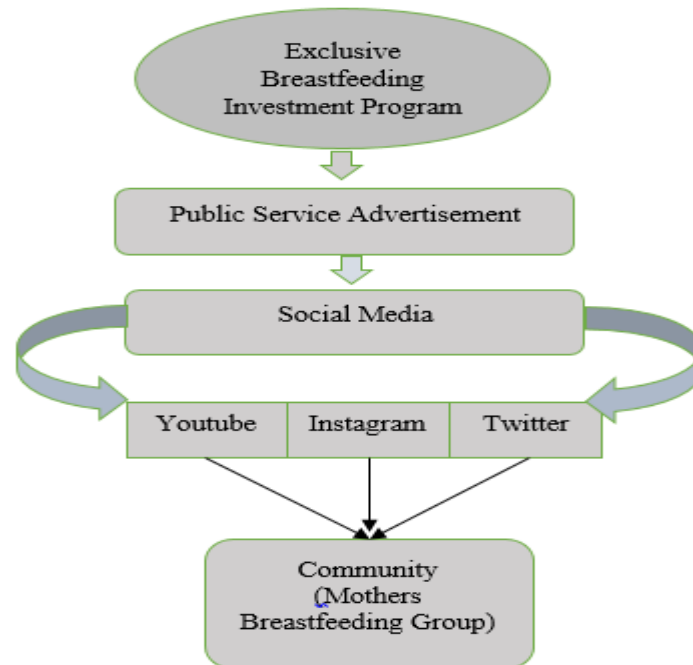 Exclusive
Breastfeeding
Investment Program
Public Service Advertisement
Social Media
Youtube Instagram Twitter
Community
(Mothers
Breastfeeding Group)